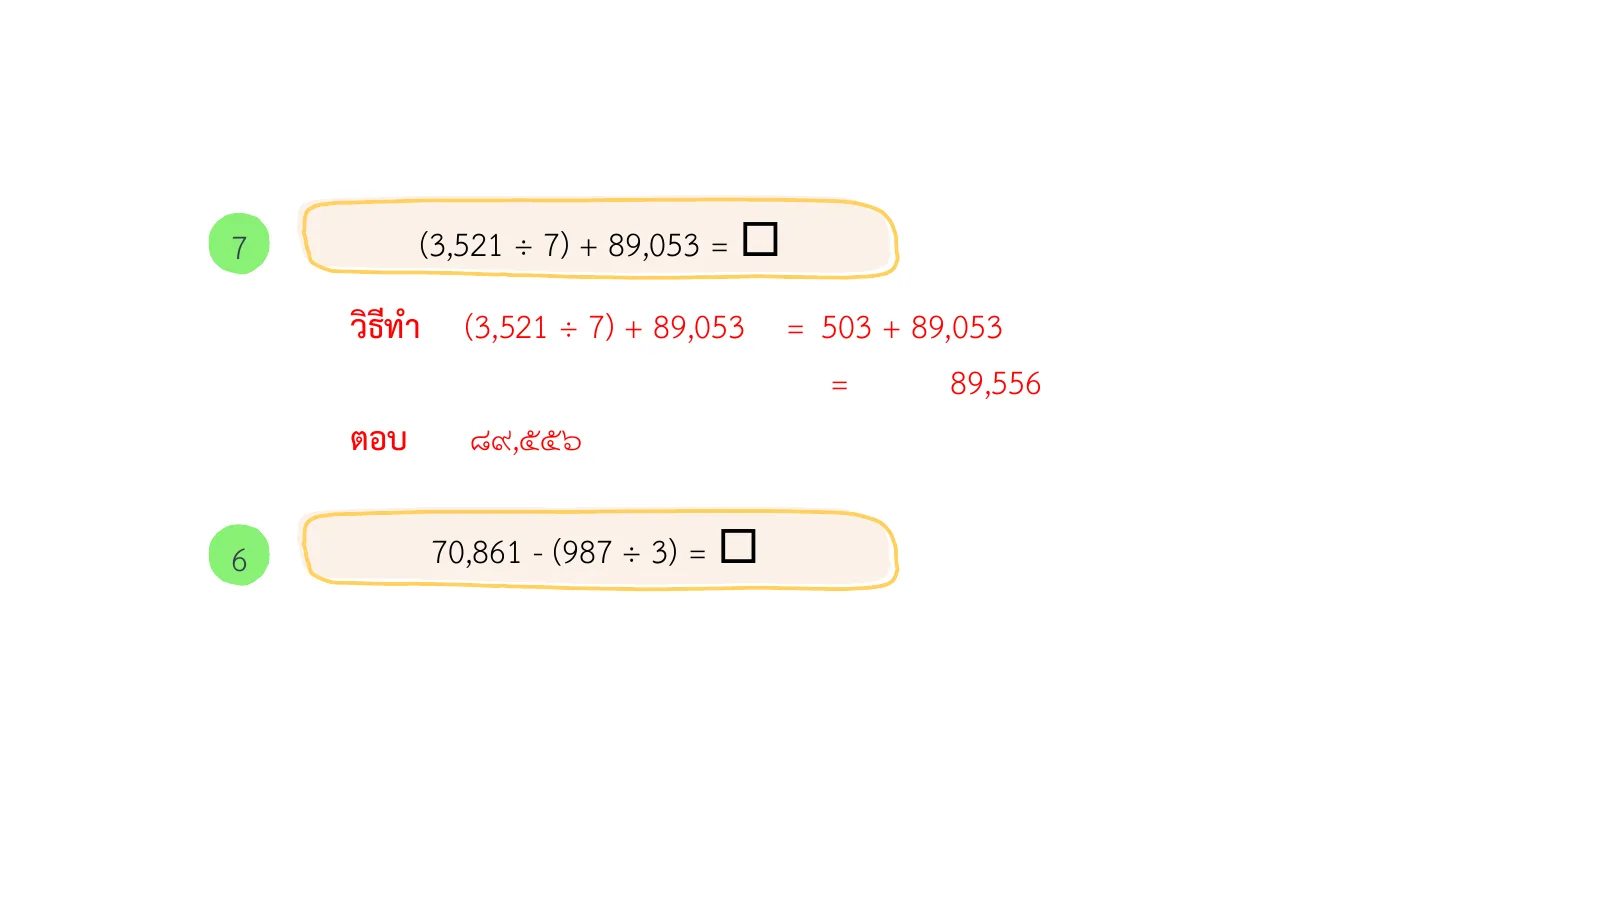 7
(3,521 ÷ 7) + 89,053 = □
วิธีทำ (3,521 ÷ 7) + 89,053 = 503 + 89,053
= 89,556
ตอบ ๘๙,๕๕๖
6
70,861 - (987 ÷ 3) = □